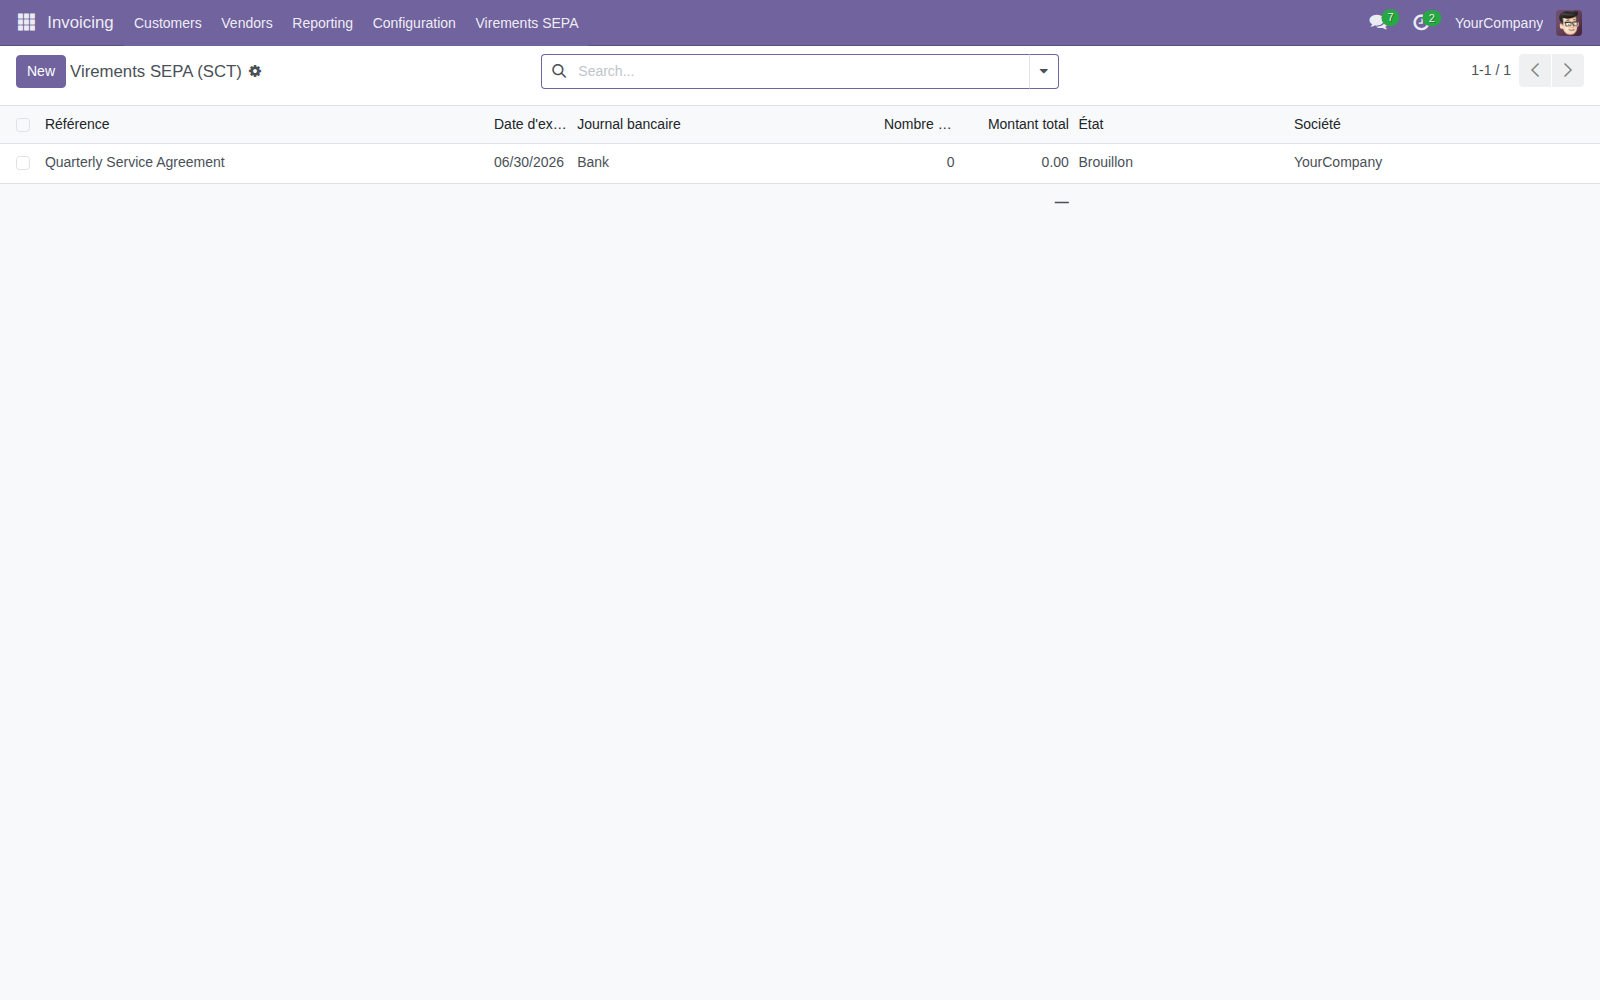 Invoicing Customers Vendors Reporting Configuration Virements SEPA 7 2 YourCompany
New Virements SEPA (SCT) Search... 1-1 / 1
Référence Date d'ex... Journal bancaire Nombre ... Montant total État Société
Quarterly Service Agreement 06/30/2026 Bank 0 0.00 Brouillon YourCompany
—